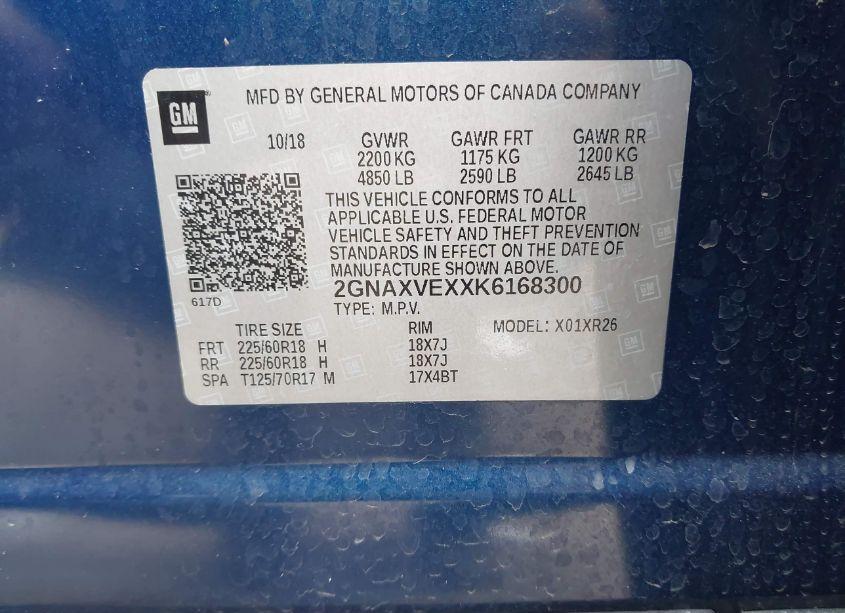 GM
MFD BY GENERAL MOTORS OF CANADA COMPANY
10/18 GVWR GAWR FRT GAWR RR
2200 KG 1175 KG 1200 KG
4850 LB 2590 LB 2645 LB
THIS VEHICLE CONFORMS TO ALL
APPLICABLE U.S. FEDERAL MOTOR
VEHICLE SAFETY AND THEFT PREVENTION
STANDARDS IN EFFECT ON THE DATE OF
MANUFACTURE SHOWN ABOVE.
617D
2GNAXVEXXK6168300
TYPE: M.P.V.
TIRE SIZE RIM MODEL: X01XR26
FRT 225/60R18 H 18X7J
RR 225/60R18 H 18X7J
SPA T125/70R17 M 17X4BT